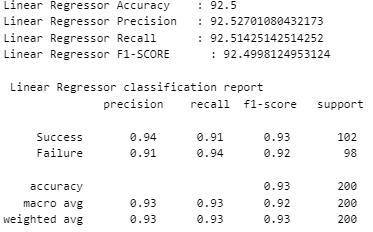 Linear Regressor Accuracy : 92.5
Linear Regressor Precision : 92.52701080432173
Linear Regressor Recall : 92.51425142514252
Linear Regressor F1-SCORE : 92.4998124953124
Linear Regressor classification report
precision recall f1-score support
Success 0.94 0.91 0.93 102
Failure 0.91 0.94 0.92 98
accuracy 0.93 200
macro avg 0.93 0.93 0.92 200
weighted avg 0.93 0.93 0.93 200